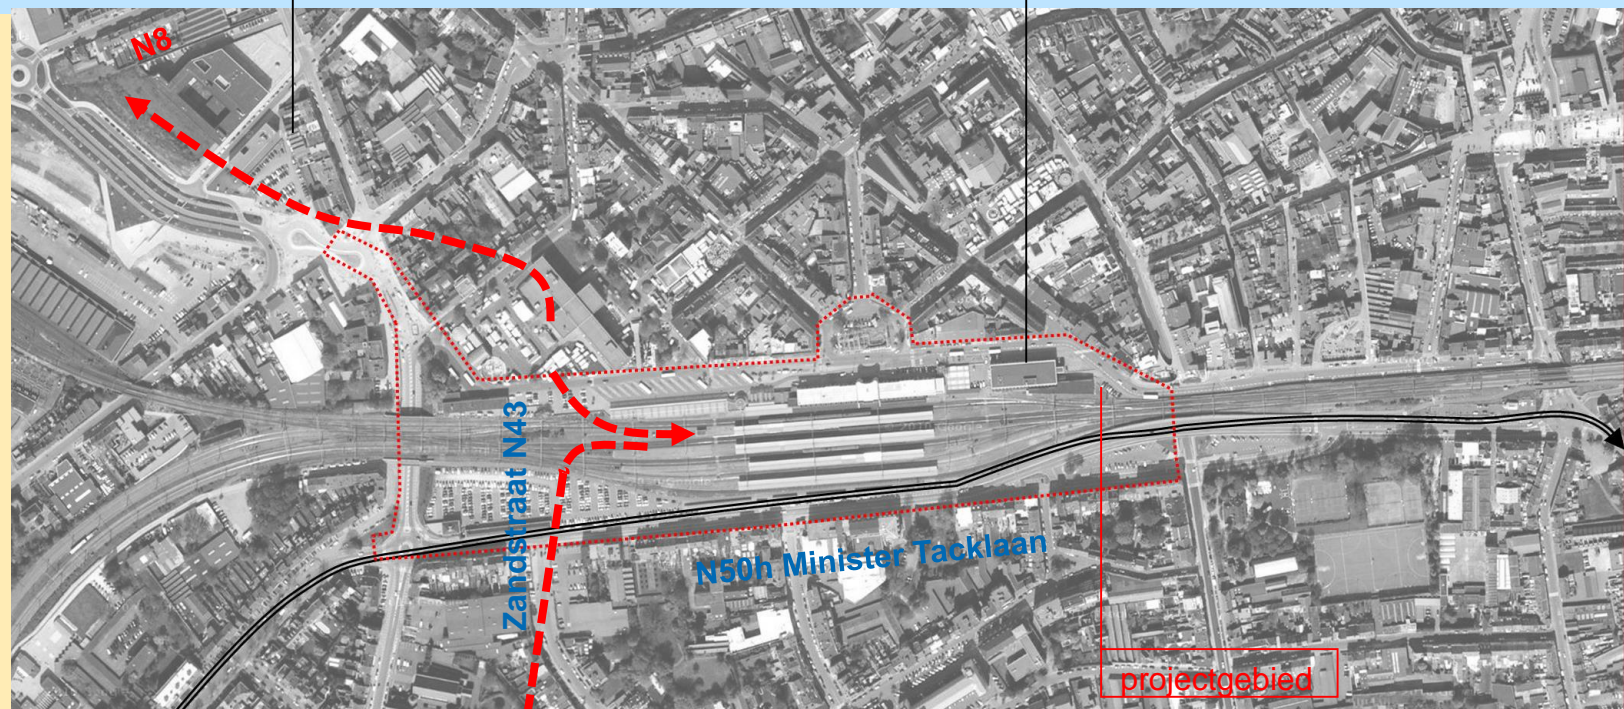 N8
Zandstraat N43
N50h Minister Tacklaan
projectgebied